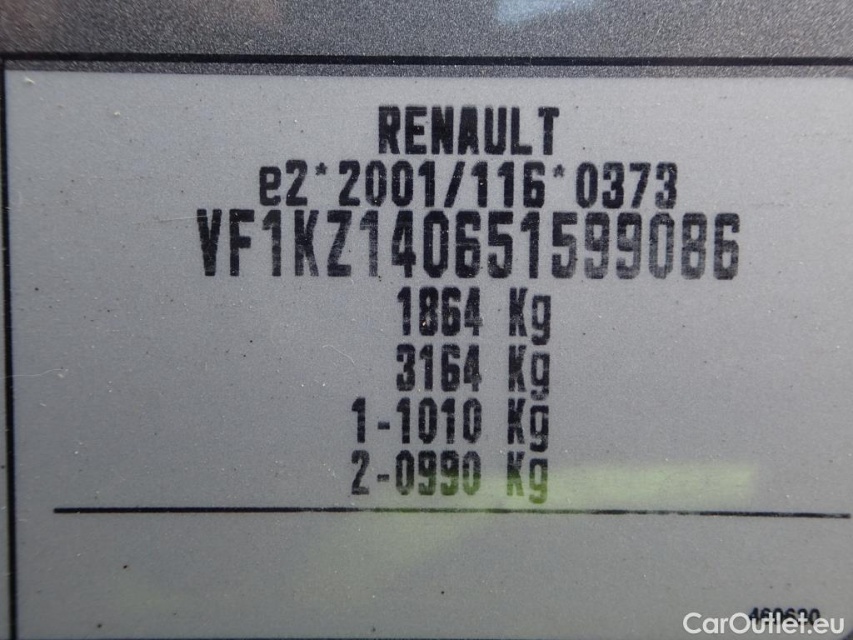 RENAULT
e2*2001/116*0373
VF1KZ140651599086
1864 Kg
3164 Kg
1-1010 Kg
2-0990 Kg
CarOutlet.eu